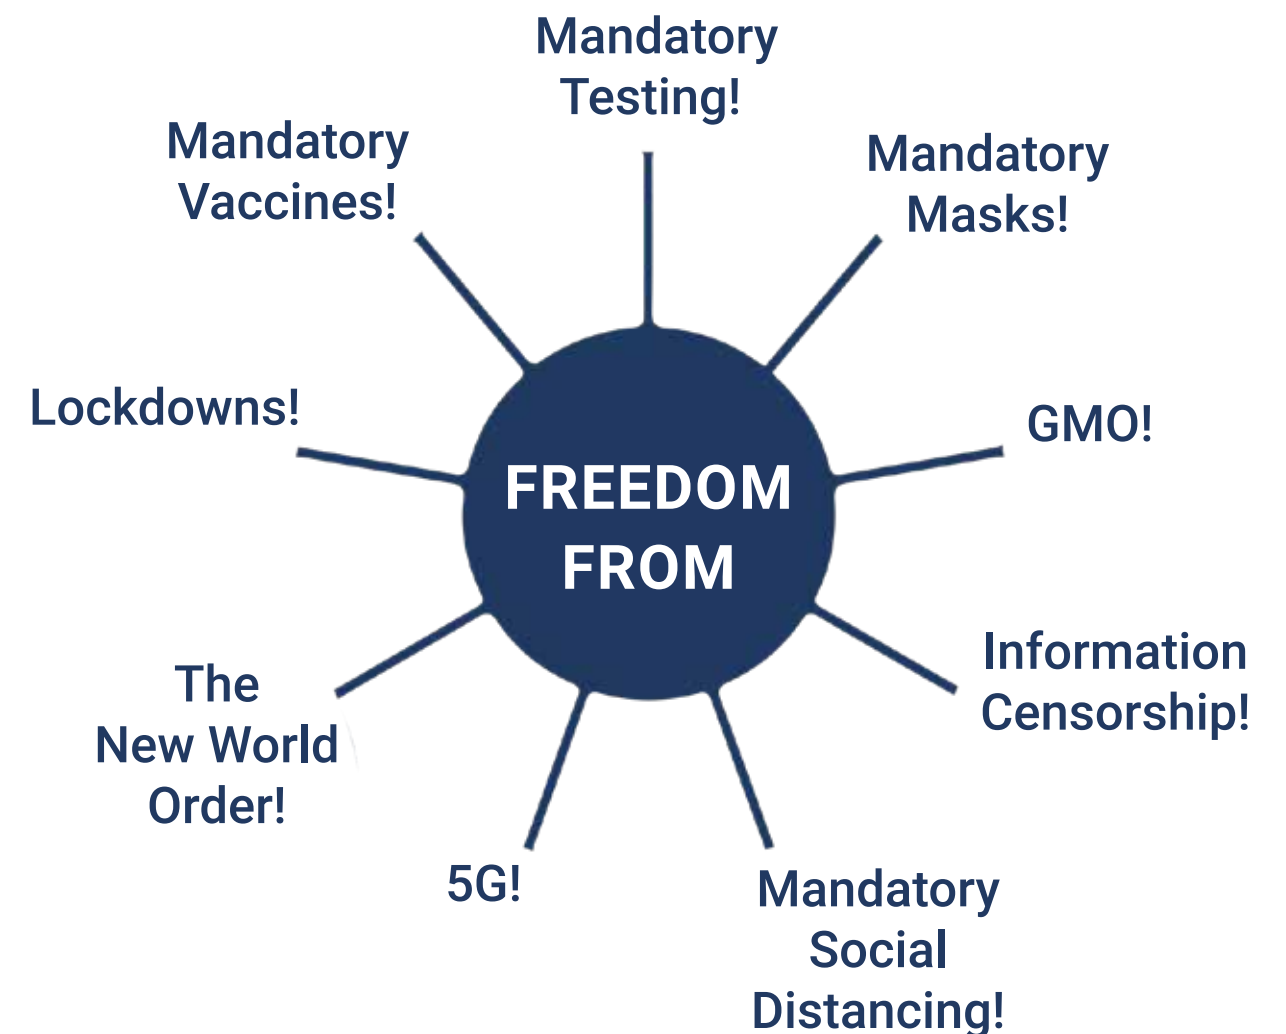 Mandatory
Testing!
Mandatory
Vaccines!
Mandatory
Masks!
Lockdowns!
GMO!
FREEDOM
FROM
Information
Censorship!
The
New World
Order!
5G!
Mandatory
Social
Distancing!